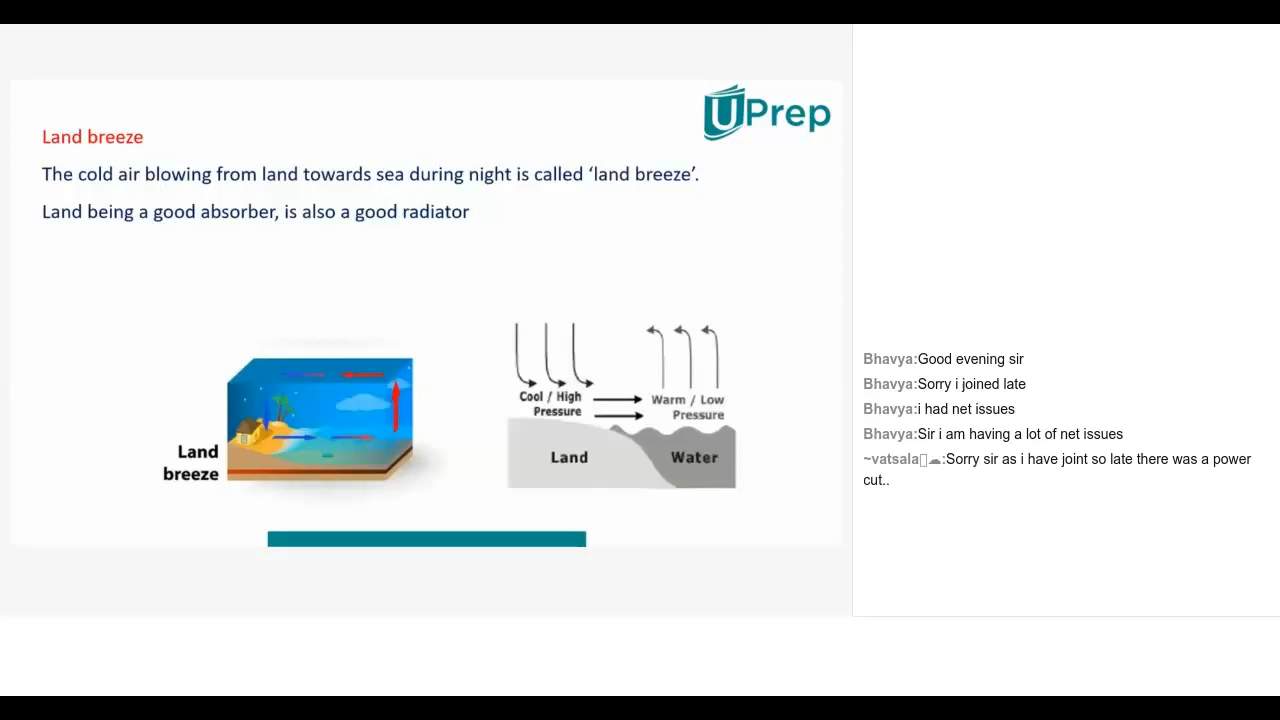 UPrep
Land breeze
The cold air blowing from land towards sea during night is called ‘land breeze’.
Land being a good absorber, is also a good radiator
Land
breeze
Cool / High
Pressure
Warm / Low
Pressure
Land
Water
Bhavya:Good evening sir
Bhavya:Sorry i joined late
Bhavya:i had net issues
Bhavya:Sir i am having a lot of net issues
~vatsala▯☁:Sorry sir as i have joint so late there was a power
cut..